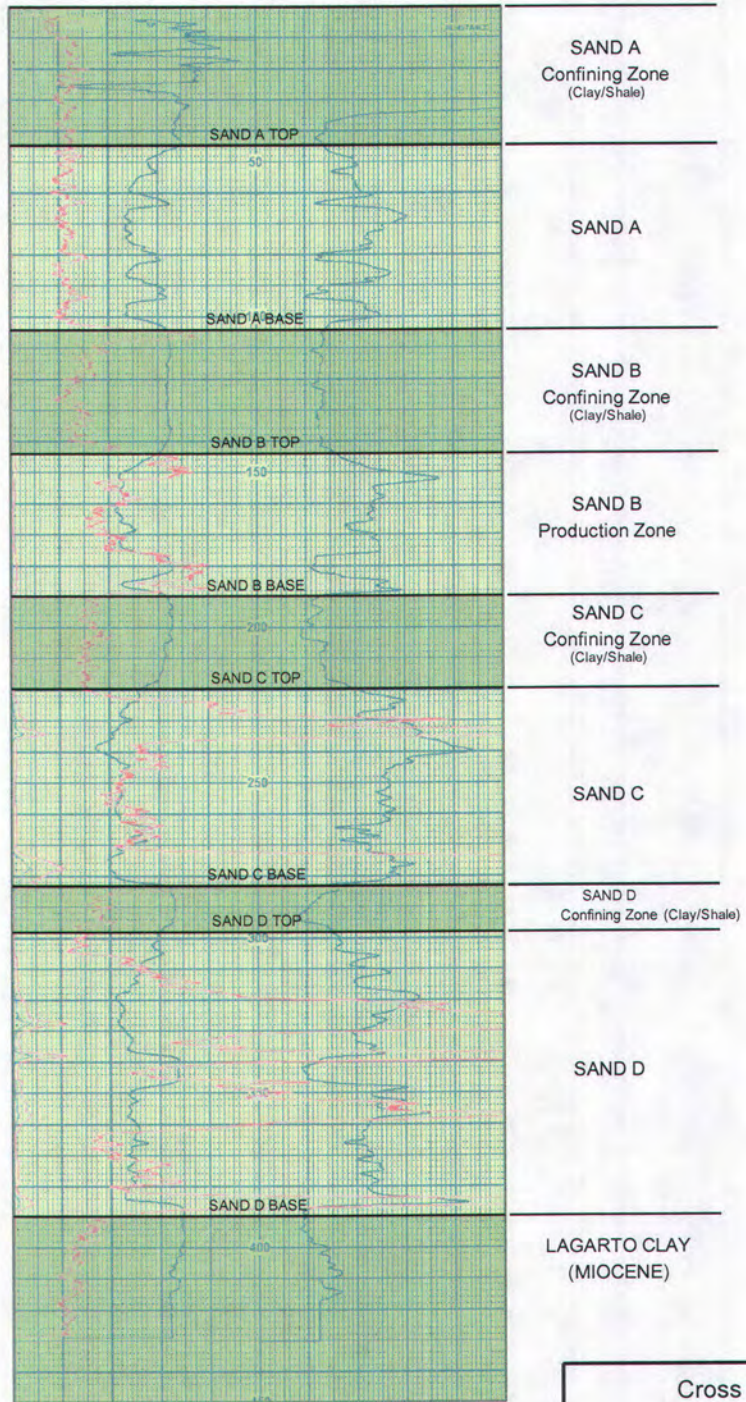 RESISTANCE
SAND A
Confining Zone
(Clay/Shale)
SAND A TOP
50
SAND A
SAND A BASE
SAND B
Confining Zone
(Clay/Shale)
SAND B TOP
150
SAND B
Production Zone
SAND B BASE
SAND C
Confining Zone
(Clay/Shale)
200
SAND C TOP
250
SAND C
SAND C BASE
SAND D
Confining Zone (Clay/Shale)
SAND D TOP
300
SAND D
SAND D BASE
400
LAGARTO CLAY
(MIOCENE)
Cross